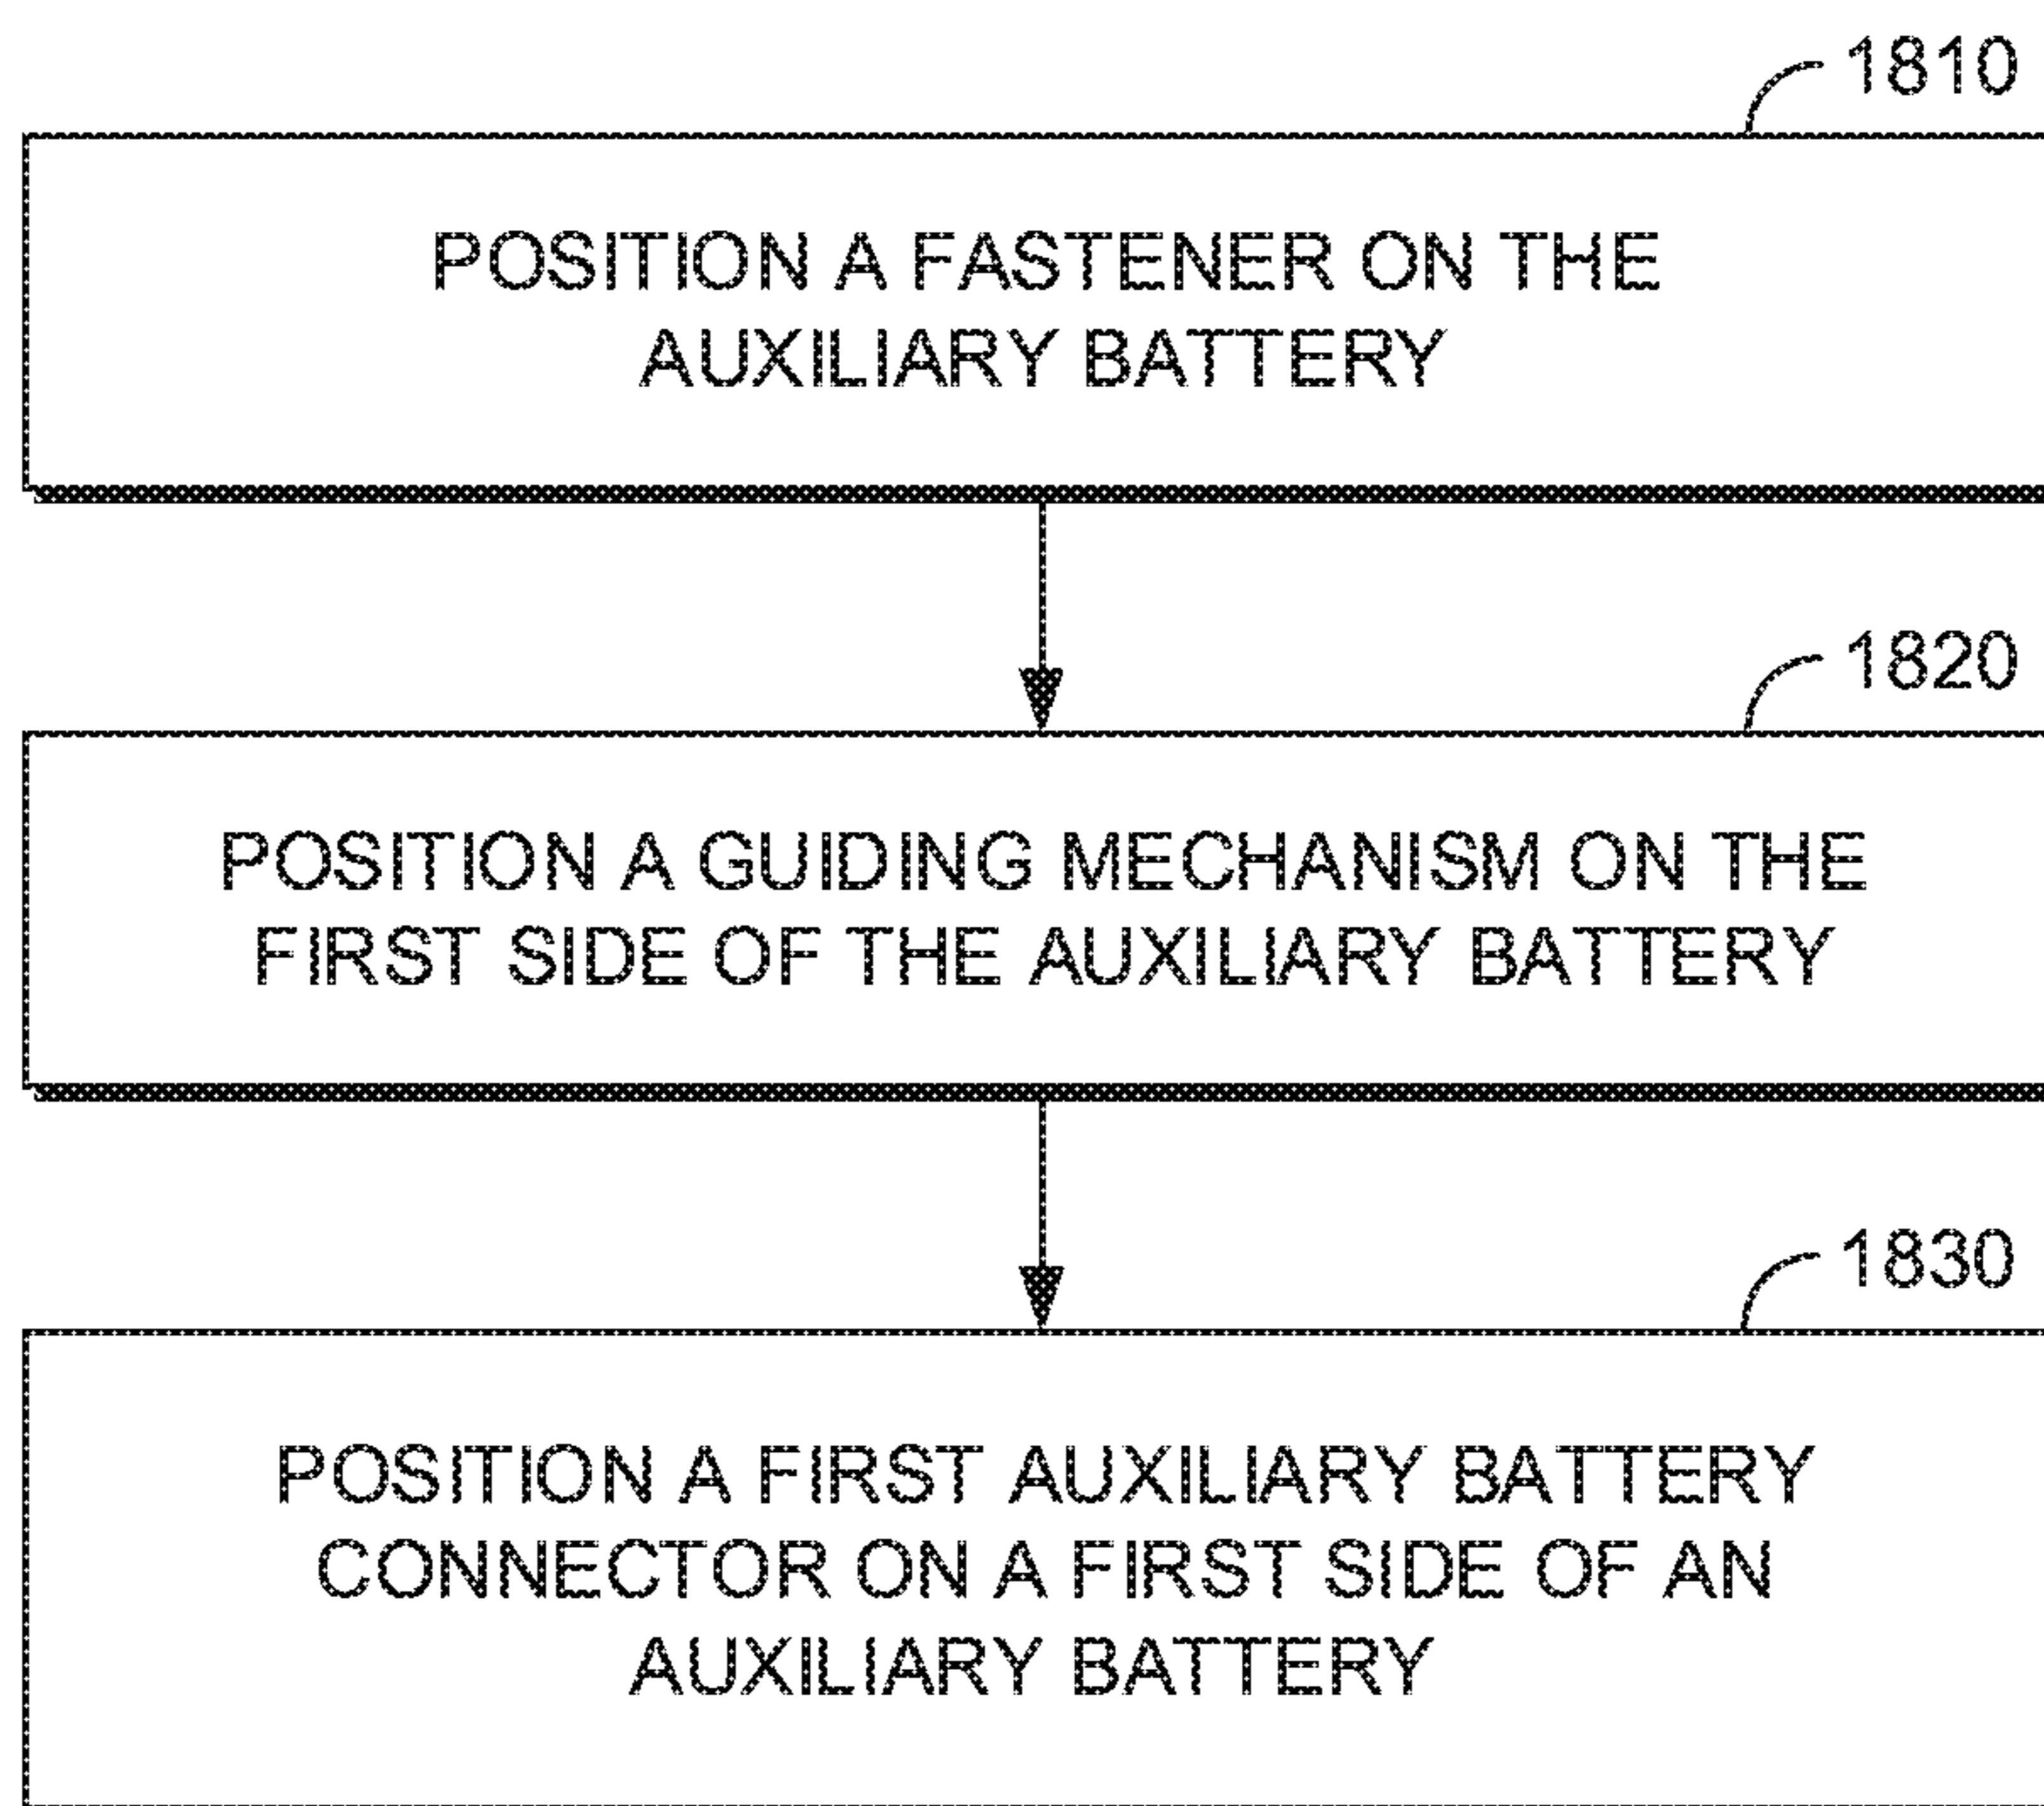 1810
POSITION A FASTENER ON THE
AUXILIARY BATTERY
1820
POSITION A GUIDING MECHANISM ON THE
FIRST SIDE OF THE AUXILIARY BATTERY
1830
POSITION A FIRST AUXILIARY BATTERY
CONNECTOR ON A FIRST SIDE OF AN
AUXILIARY BATTERY